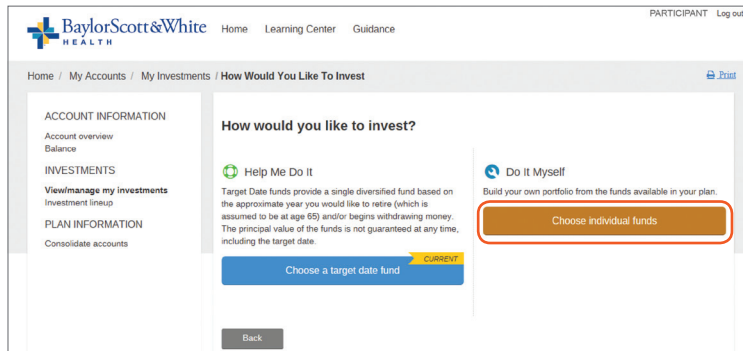 PARTICIPANT Log out
BaylorScott&White
HEALTH
Home Learning Center Guidance
Home / My Accounts / My Investments / How Would You Like To Invest
Print
ACCOUNT INFORMATION
Account overview
Balance
INVESTMENTS
View/manage my investments
Investment lineup
PLAN INFORMATION
Consolidate accounts
How would you like to invest?
Help Me Do It
Target Date funds provide a single diversified fund based on
the approximate year you would like to retire (which is
assumed to be at age 65) and/or begins withdrawing money.
The principal value of the funds is not guaranteed at any time,
including the target date.
CURRENT
Choose a target date fund
Do It Myself
Build your own portfolio from the funds available in your plan.
Choose individual funds
Back